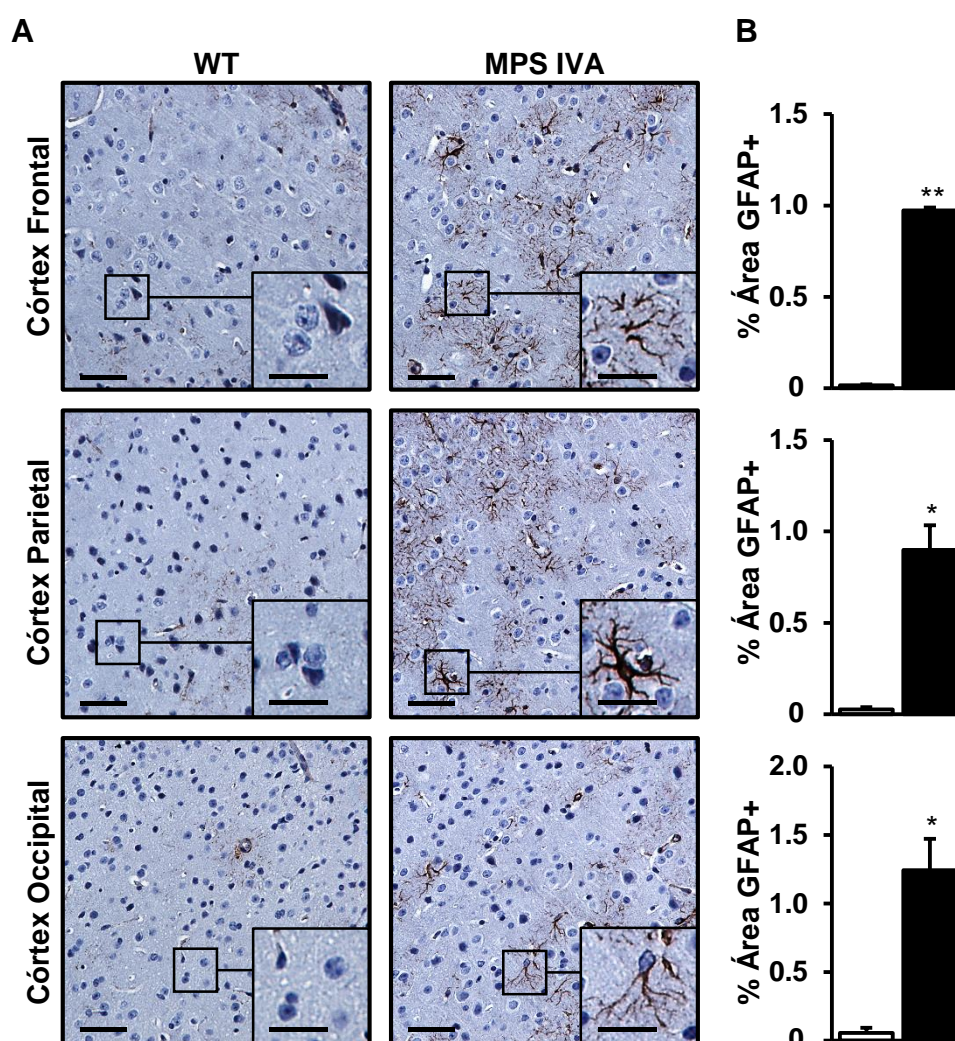 A
B
WT
MPS IVA
Córtex Frontal
% Área GFAP+
1.5
1.0
0.5
0
**
Córtex Parietal
% Área GFAP+
1.5
1.0
0.5
0
*
Córtex Occipital
% Área GFAP+
2.0
1.5
1.0
0.5
0
*